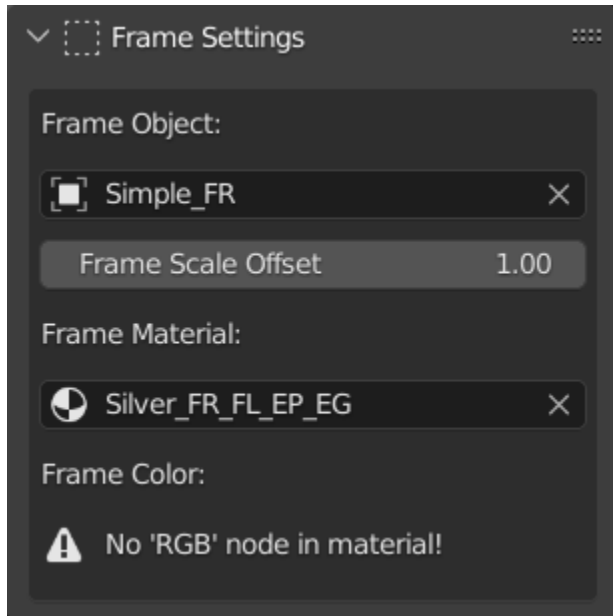 Frame Settings
Frame Object:
Simple_FR
Frame Scale Offset 1.00
Frame Material:
Silver_FR_FL_EP_EG
Frame Color:
No 'RGB' node in material!